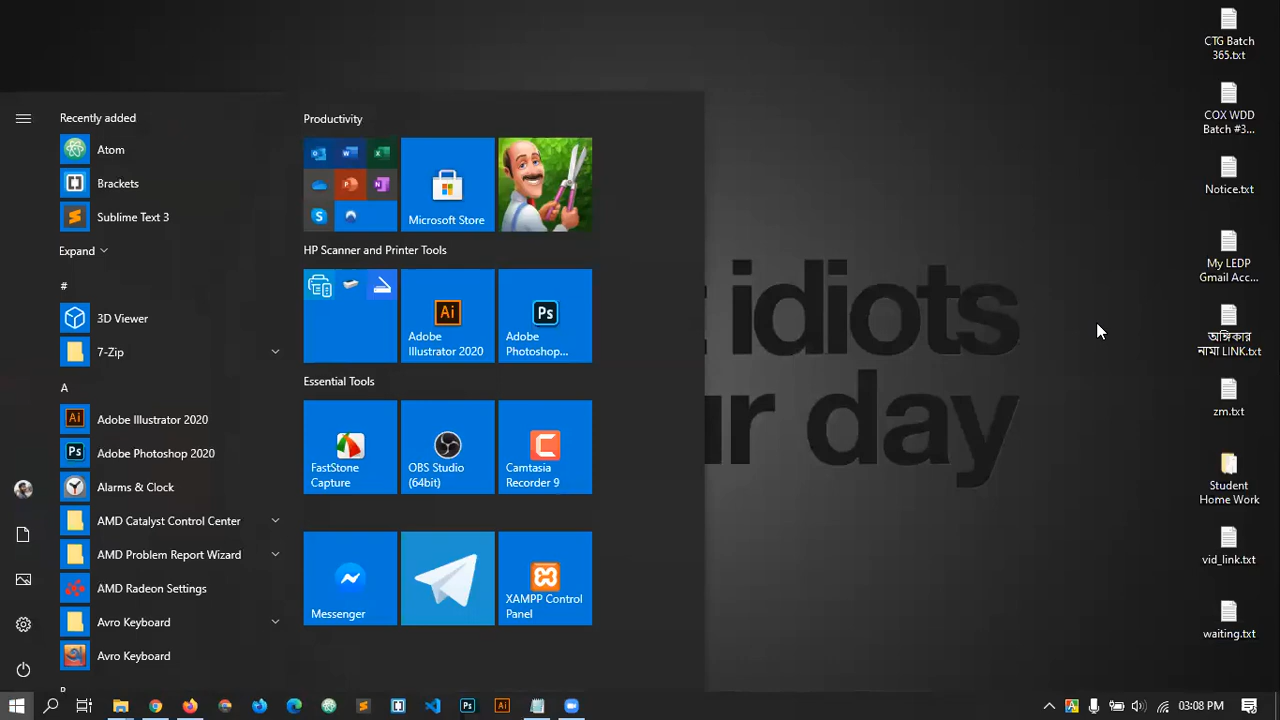 Recently added
Atom
Brackets
Sublime Text 3
Expand
#
3D Viewer
7-Zip
A
Adobe Illustrator 2020
Adobe Photoshop 2020
Alarms & Clock
AMD Catalyst Control Center
AMD Problem Report Wizard
AMD Radeon Settings
Avro Keyboard
Avro Keyboard
Productivity
Microsoft Store
HP Scanner and Printer Tools
Adobe
Illustrator 2020
Adobe
Photoshop...
Essential Tools
FastStone
Capture
OBS Studio
(64bit)
Camtasia
Recorder 9
Messenger
XAMPP Control
Panel
idiots
ur day
CTG Batch
365.txt
COX WDD
Batch #3...
Notice.txt
My LEDP
Gmail Acc...
অঙ্গিকার
নামা LINK.txt
zm.txt
Student
Home Work
vid_link.txt
waiting.txt
03:08 PM